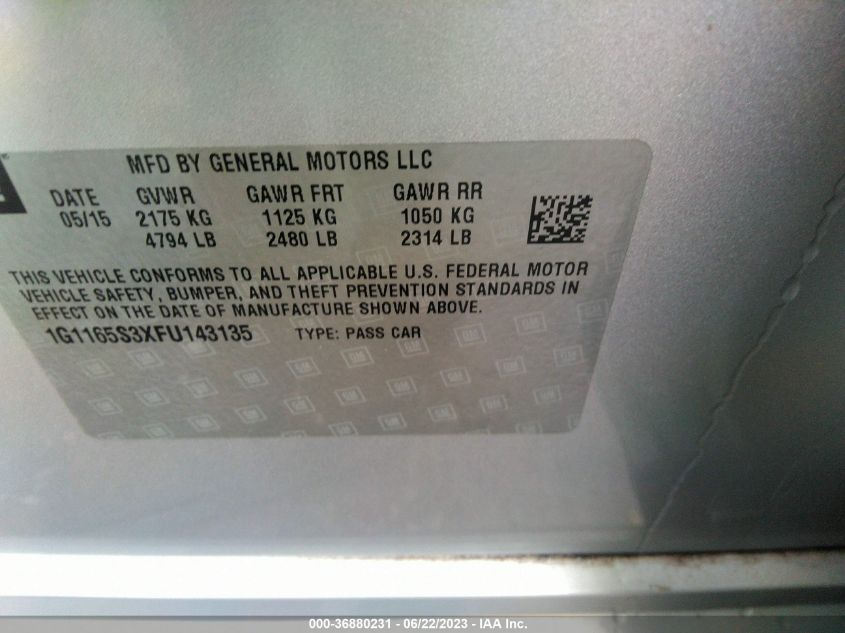 MFD BY GENERAL MOTORS LLC
DATE GVWR GAWR FRT GAWR RR
05/15 2175 KG 1125 KG 1050 KG
4794 LB 2480 LB 2314 LB
THIS VEHICLE CONFORMS TO ALL APPLICABLE U.S. FEDERAL MOTOR
VEHICLE SAFETY, BUMPER, AND THEFT PREVENTION STANDARDS IN
EFFECT ON THE DATE OF MANUFACTURE SHOWN ABOVE.
1G1165S3XFU143135 TYPE: PASS CAR
000-36880231 - 06/22/2023 - IAA Inc.